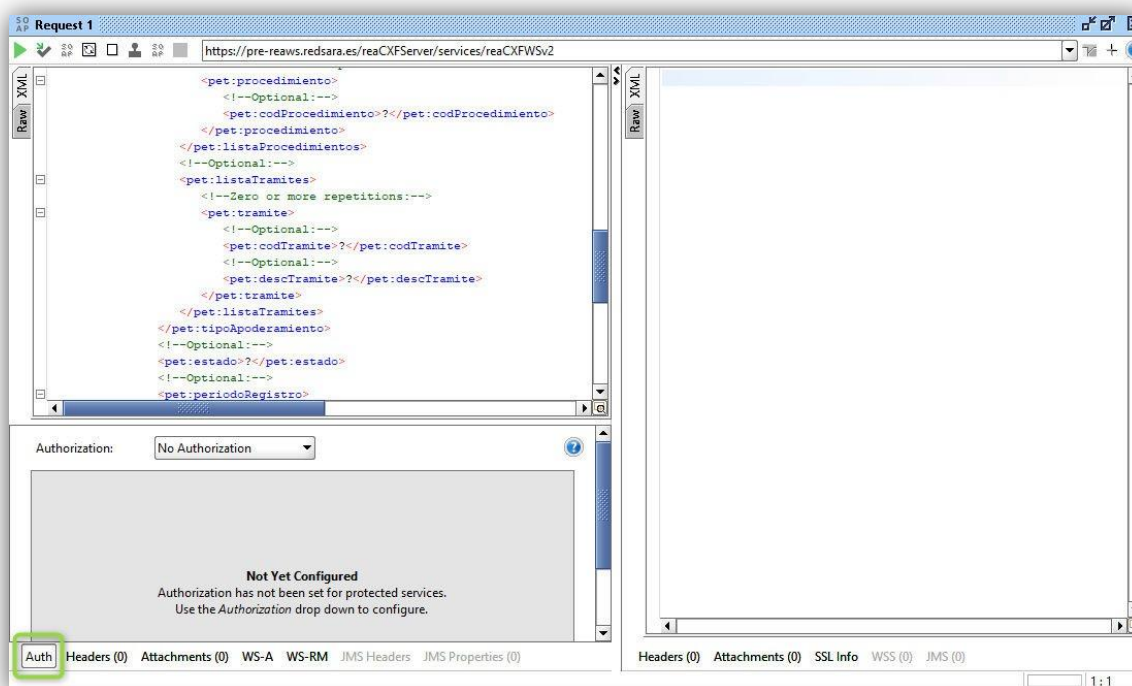 SO
AP
Request 1
https://pre-reaws.redsara.es/reaCXFServer/services/reaCXFWSv2
XML
Raw
<pet:procedimiento>
<!--Optional:-->
<pet:codProcedimiento>?</pet:codProcedimiento>
</pet:procedimiento>
</pet:listaProcedimientos>
<!--Optional:-->
<pet:listaTramites>
<!--Zero or more repetitions:-->
<pet:tramite>
<!--Optional:-->
<pet:codTramite>?</pet:codTramite>
<!--Optional:-->
<pet:descTramite>?</pet:descTramite>
</pet:tramite>
</pet:listaTramites>
</pet:tipoApoderamiento>
<!--Optional:-->
<pet:estado>?</pet:estado>
<!--Optional:-->
<pet:periodoRegistro>
XML
Raw
Authorization: No Authorization
Not Yet Configured
Authorization has not been set for protected services.
Use the Authorization drop down to configure.
Auth Headers (0) Attachments (0) WS-A WS-RM JMS Headers JMS Properties (0)
Headers (0) Attachments (0) SSL Info WSS (0) JMS (0)
1 : 1